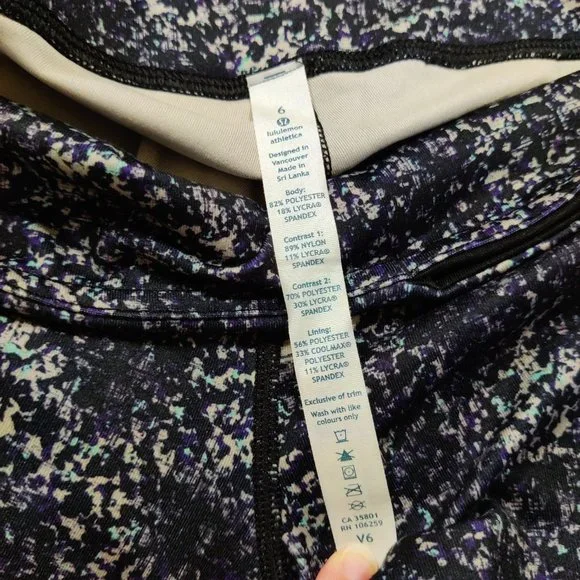 6
lululemon
athletica
Designed in
Vancouver
Made in
Sri Lanka
Body:
82% POLYESTER
18% LYCRA®
SPANDEX
Contrast 1:
89% NYLON
11% LYCRA®
SPANDEX
Contrast 2:
70% POLYESTER
30% LYCRA®
SPANDEX
Lining:
56% POLYESTER
33% COOLMAX®
POLYESTER
11% LYCRA®
SPANDEX
Exclusive of trim
Wash with like
colours only
CA 35801
RN 106259
V6